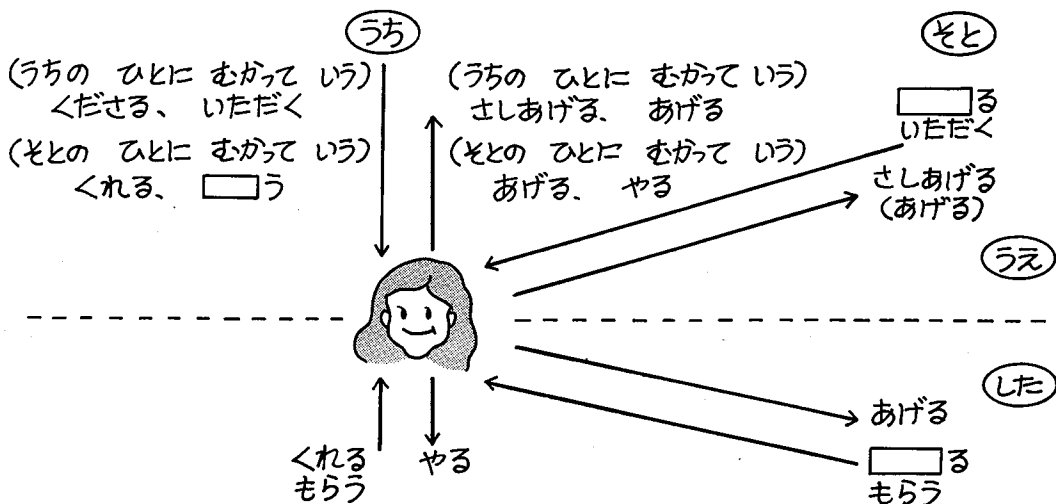 うち
そと
(うちの ひとに むかって いう)
くださる、 いただく
(そとの ひとに むかって いう)
くれる、 □う
(うちの ひとに むかって いう)
さしあげる、 あげる
(そとの ひとに むかって いう)
あげる、 やる
□る
いただく
さしあげる
(あげる)
うえ
した
くれる
もらう
やる
あげる
□る
もらう